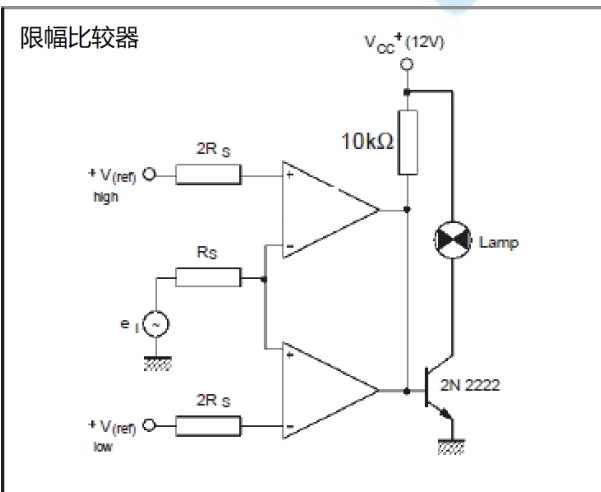 限幅比较器
VCC+ (12V)
10kΩ
2R S
+ V(ref)
high
+
-
Lamp
RS
e I
~
+
-
2N 2222
2R S
+ V(ref)
low